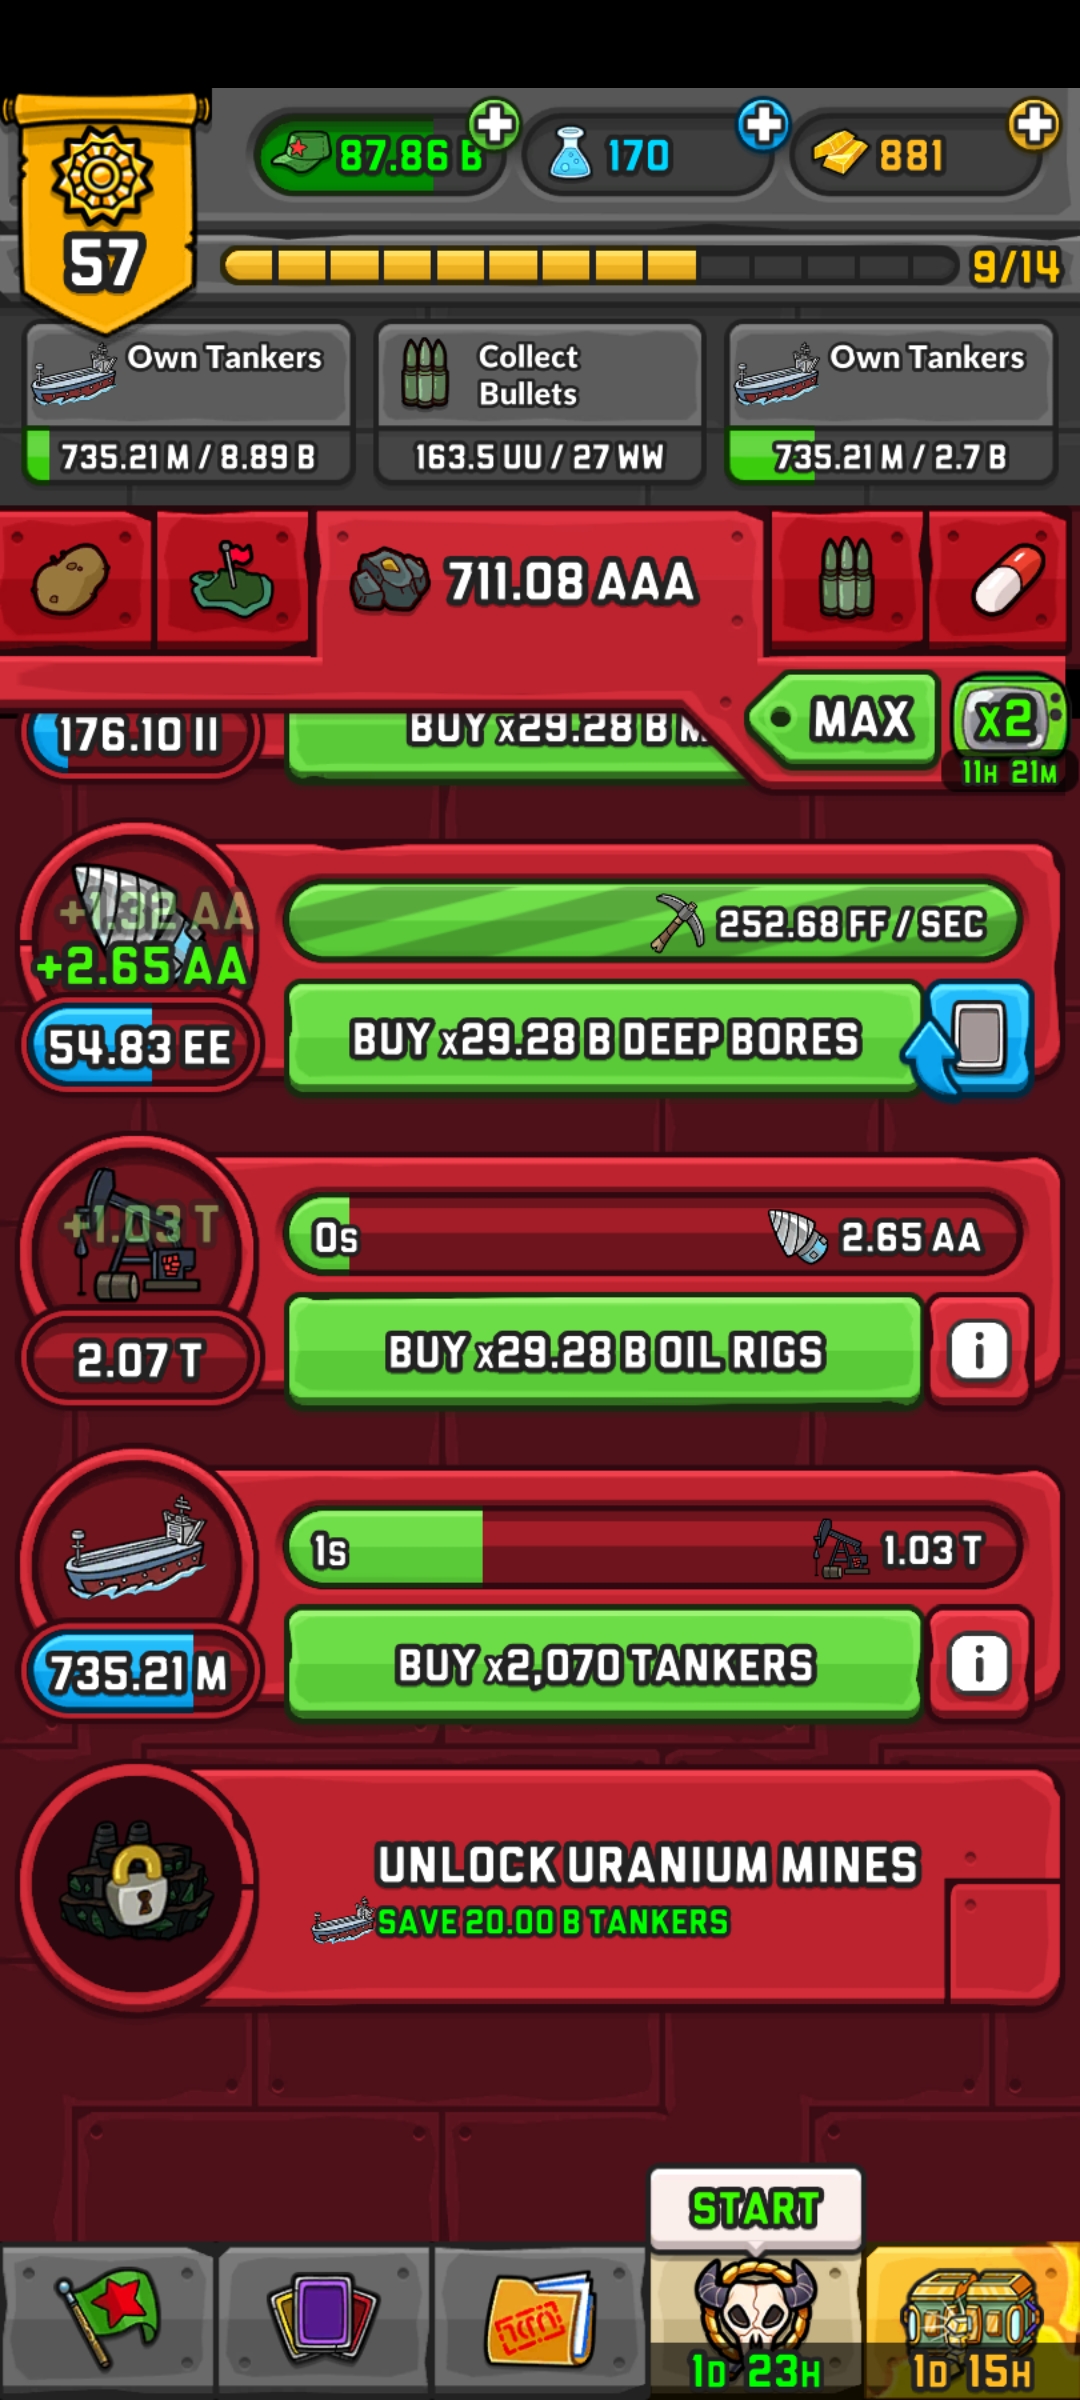 87.86 B
170
881
57
9/14
Own Tankers
735.21 M / 8.89 B
Collect
Bullets
163.5 UU / 27 WW
Own Tankers
735.21 M / 2.7 B
711.08 AAA
MAX
x2
11H 21M
176.10 II
BUY x29.28 B
+1.32 AA
+2.65 AA
252.68 FF / SEC
54.83 EE
BUY x29.28 B DEEP BORES
+1.03 T
0s
2.65 AA
2.07 T
BUY x29.28 B OIL RIGS
1s
1.03 T
735.21 M
BUY x2,070 TANKERS
UNLOCK URANIUM MINES
SAVE 20.00 B TANKERS
START
1D 23H
1D 15H